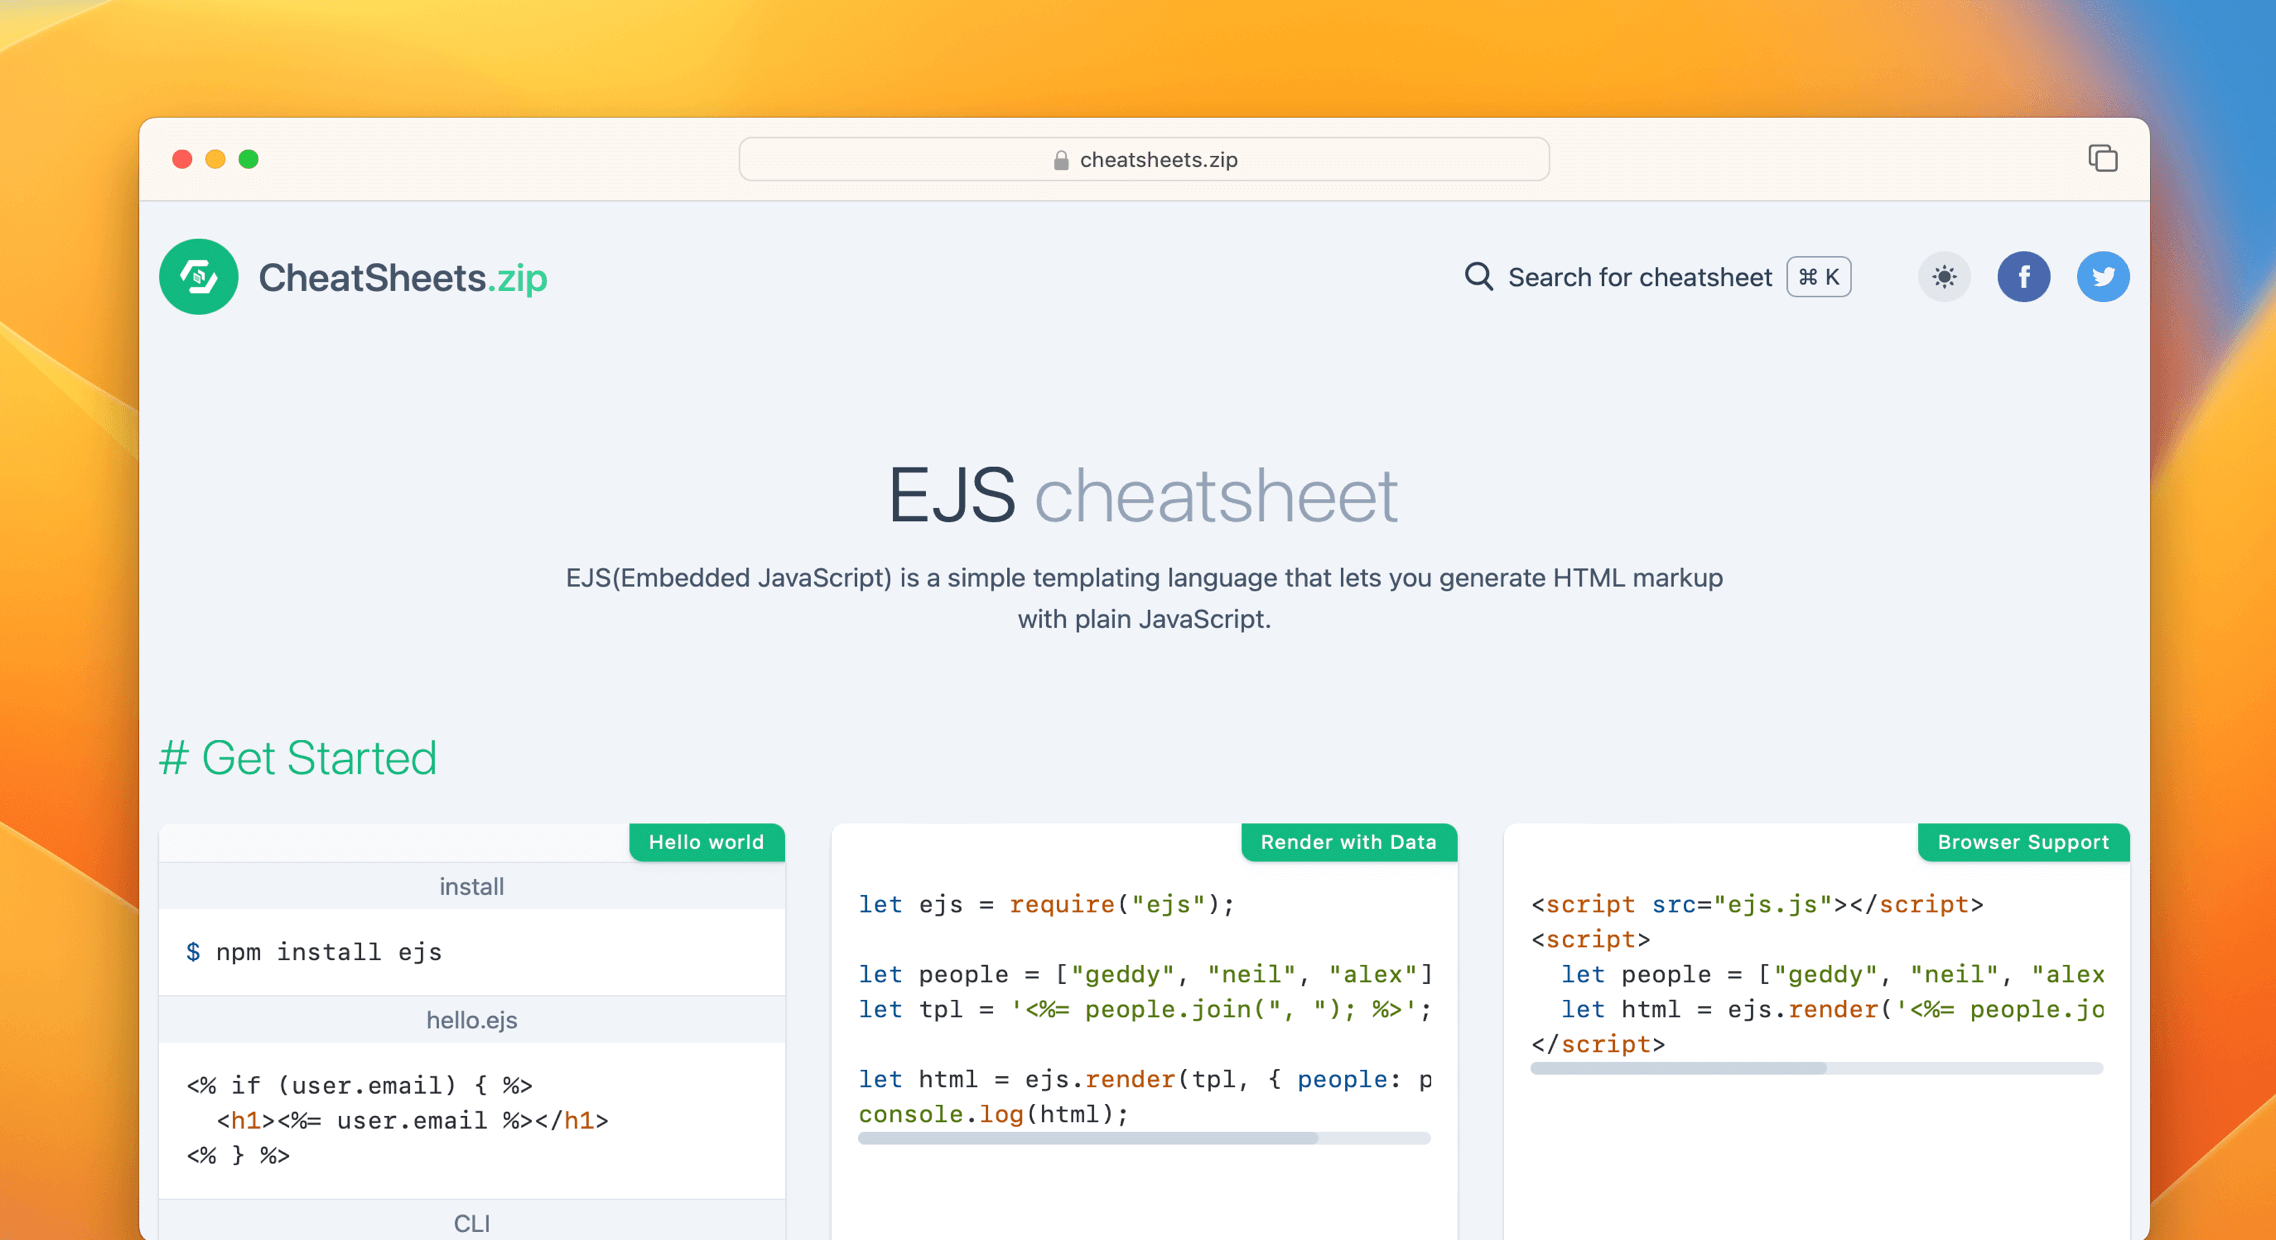 cheatsheets.zip
CheatSheets.zip
Search for cheatsheet ⌘ K
EJS cheatsheet
EJS(Embedded JavaScript) is a simple templating language that lets you generate HTML markup
with plain JavaScript.
# Get Started
Hello world
install
$ npm install ejs
hello.ejs
<% if (user.email) { %>
  <h1><%= user.email %></h1>
<% } %>
CLI
Render with Data
let ejs = require("ejs");
let people = ["geddy", "neil", "alex"]
let tpl = '<%= people.join(", "); %>';
let html = ejs.render(tpl, { people: p
console.log(html);
Browser Support
<script src="ejs.js"></script>
<script>
  let people = ["geddy", "neil", "alex
  let html = ejs.render('<%= people.jo
</script>